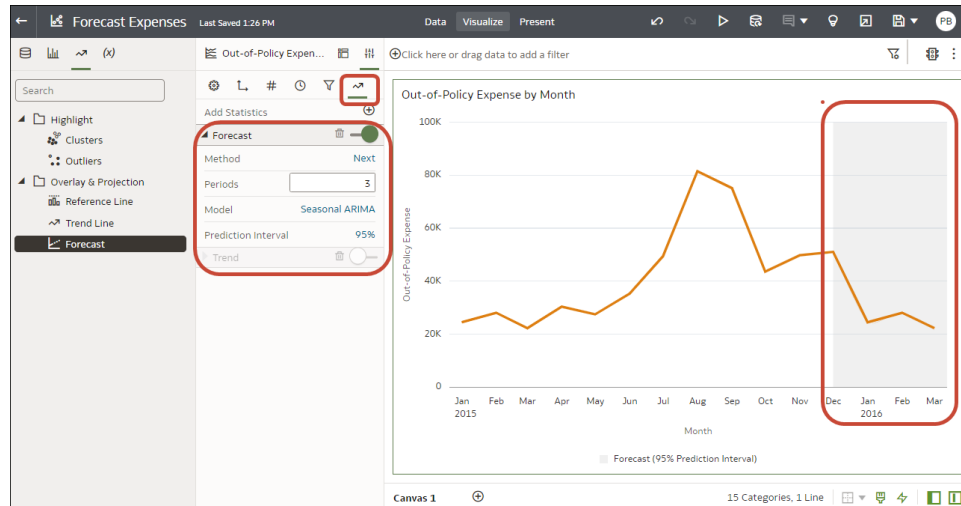 Forecast Expenses Last Saved 1:26 PM Data Visualize Present PB
(x) Out-of-Policy Expen... Click here or drag data to add a filter
Search
Highlight
Clusters
Outliers
Overlay & Projection
Reference Line
Trend Line
Forecast
#
Add Statistics
Forecast
Method Next
Periods 3
Model Seasonal ARIMA
Prediction Interval 95%
Trend
Out-of-Policy Expense by Month
100K
80K
60K
40K
20K
0
Out-of-Policy Expense
Jan Feb Mar Apr May Jun Jul Aug Sep Oct Nov Dec Jan Feb Mar
2015 2016
Month
Forecast (95% Prediction Interval)
Canvas 1 15 Categories, 1 Line